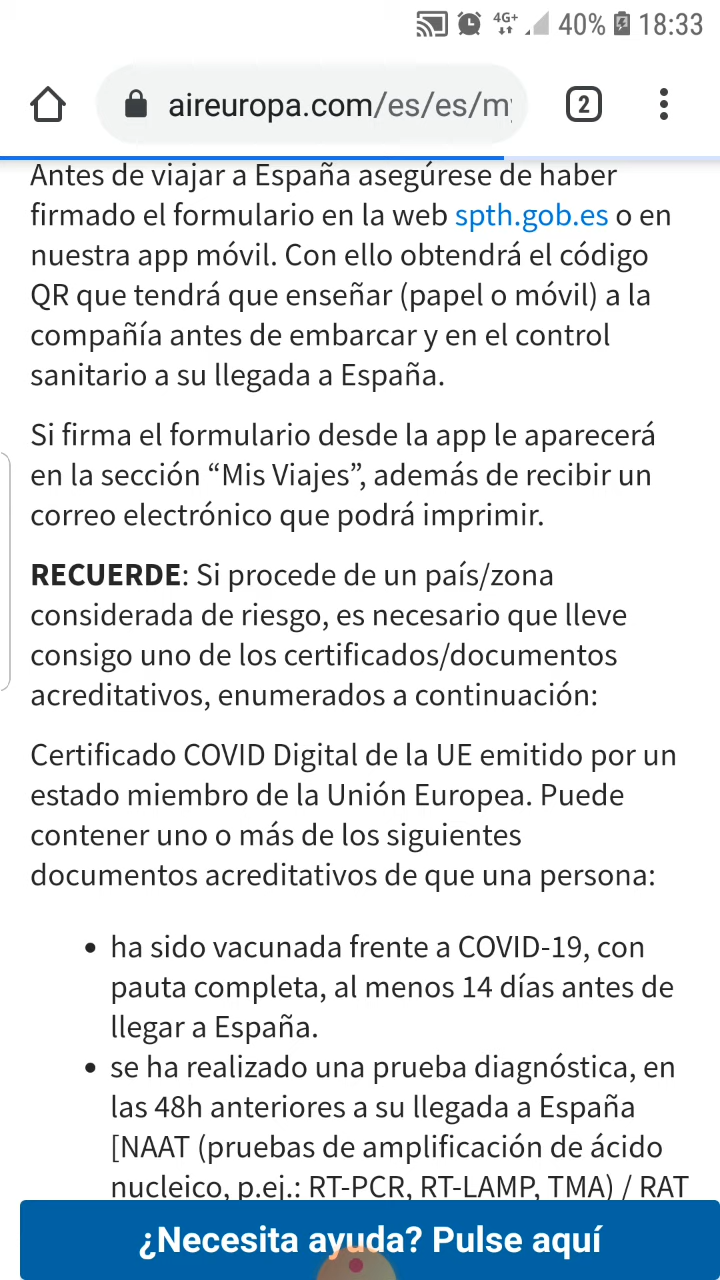 4G+ 40% 18:33
aireuropa.com/es/es/my 2
Antes de viajar a España asegúrese de haber
firmado el formulario en la web spth.gob.es o en
nuestra app móvil. Con ello obtendrá el código
QR que tendrá que enseñar (papel o móvil) a la
compañía antes de embarcar y en el control
sanitario a su llegada a España.
Si firma el formulario desde la app le aparecerá
en la sección “Mis Viajes”, además de recibir un
correo electrónico que podrá imprimir.
RECUERDE: Si procede de un país/zona
considerada de riesgo, es necesario que lleve
consigo uno de los certificados/documentos
acreditativos, enumerados a continuación:
Certificado COVID Digital de la UE emitido por un
estado miembro de la Unión Europea. Puede
contener uno o más de los siguientes
documentos acreditativos de que una persona:
• ha sido vacunada frente a COVID-19, con
pauta completa, al menos 14 días antes de
llegar a España.
• se ha realizado una prueba diagnóstica, en
las 48h anteriores a su llegada a España
[NAAT (pruebas de amplificación de ácido
nucleico, p.ej.: RT-PCR, RT-LAMP, TMA) / RAT
¿Necesita ayuda? Pulse aquí